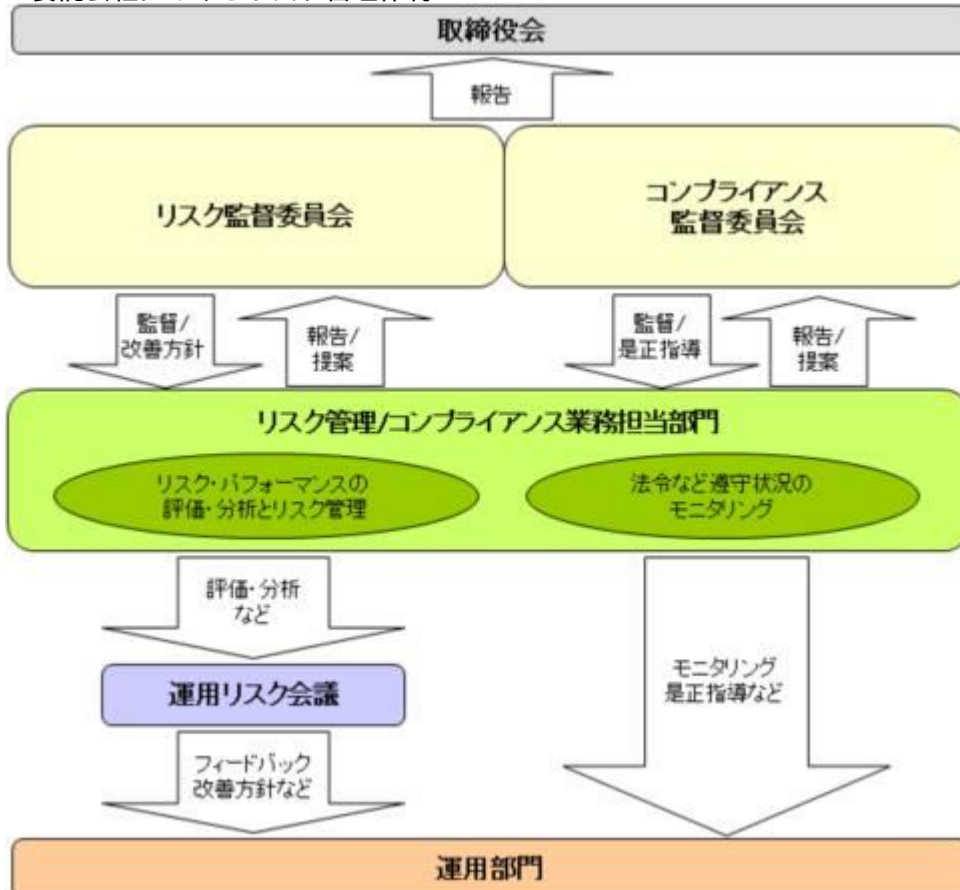 取締役会
報告
リスク監督委員会
コンプライアンス
監督委員会
監督/
改善方針
報告/
提案
監督/
是正指導
報告/
提案
リスク管理/コンプライアンス業務担当部門
リスク・パフォーマンスの
評価・分析とリスク管理
法令など遵守状況の
モニタリング
評価・分析
など
運用リスク会議
モニタリング
是正指導など
フィードバック
改善方針など
運用部門